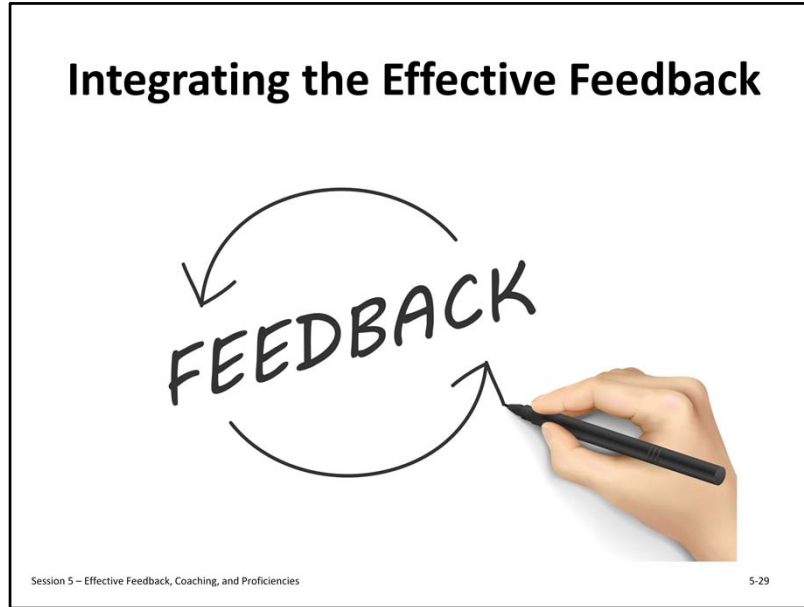 Integrating the Effective Feedback
FEEDBACK
Session 5 – Effective Feedback, Coaching, and Proficiencies
5-29